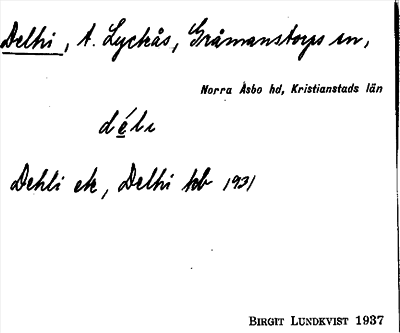 Delhi, t. Lyckås, Gråmanstorps sn,
Norra Åsbo hd, Kristianstads län
déli
Dehli ek, Delhi kb 1931
BIRGIT LUNDKVIST 1937